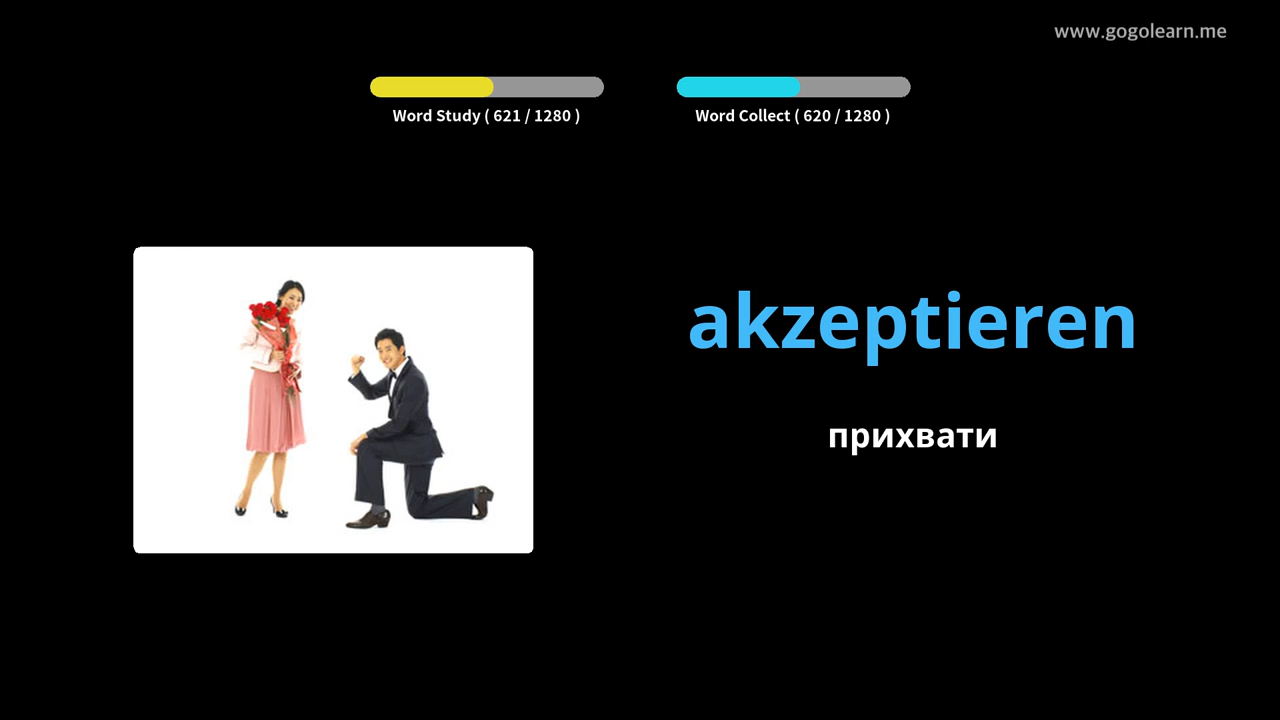 www.gogolearn.me
Word Study ( 621 / 1280 )
Word Collect ( 620 / 1280 )
akzeptieren
прихвати